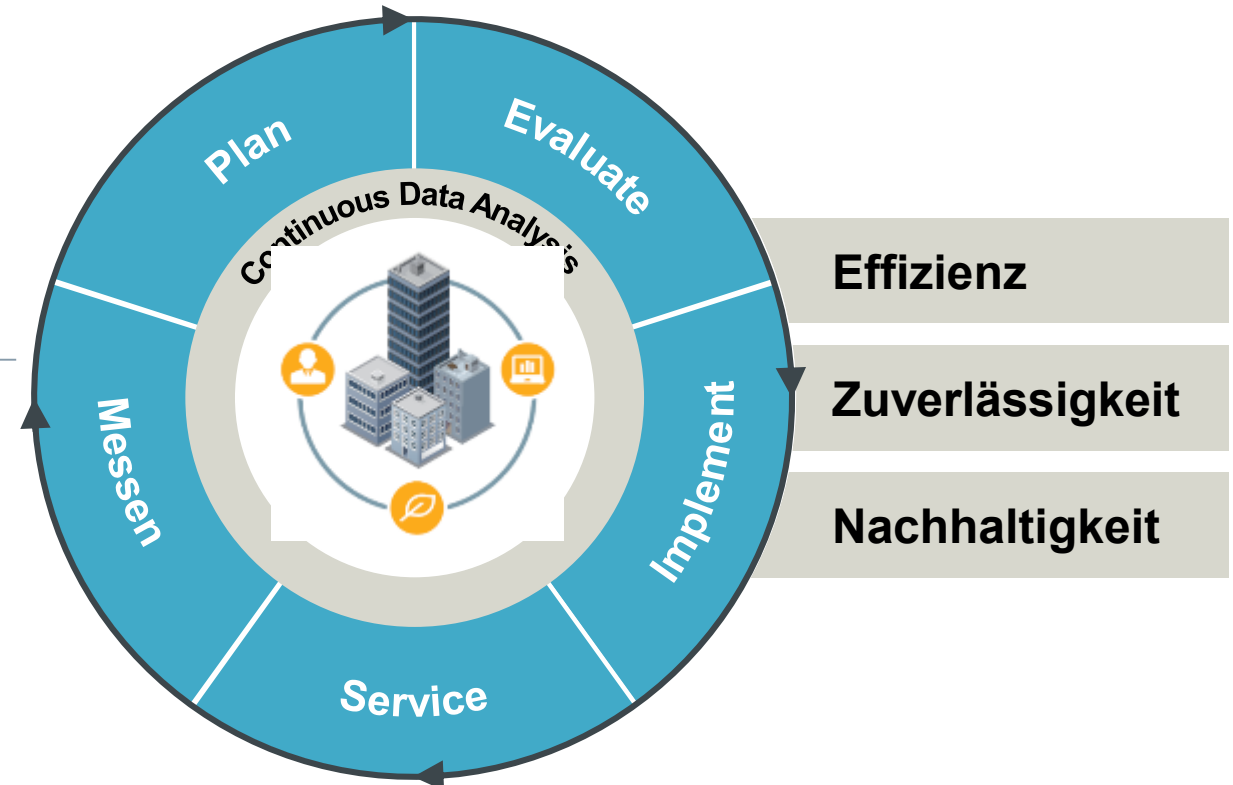 Plan
Evaluate
Continuous Data Analysis
Effizienz
Zuverlässigkeit
Nachhaltigkeit
Implement
Messen
Service